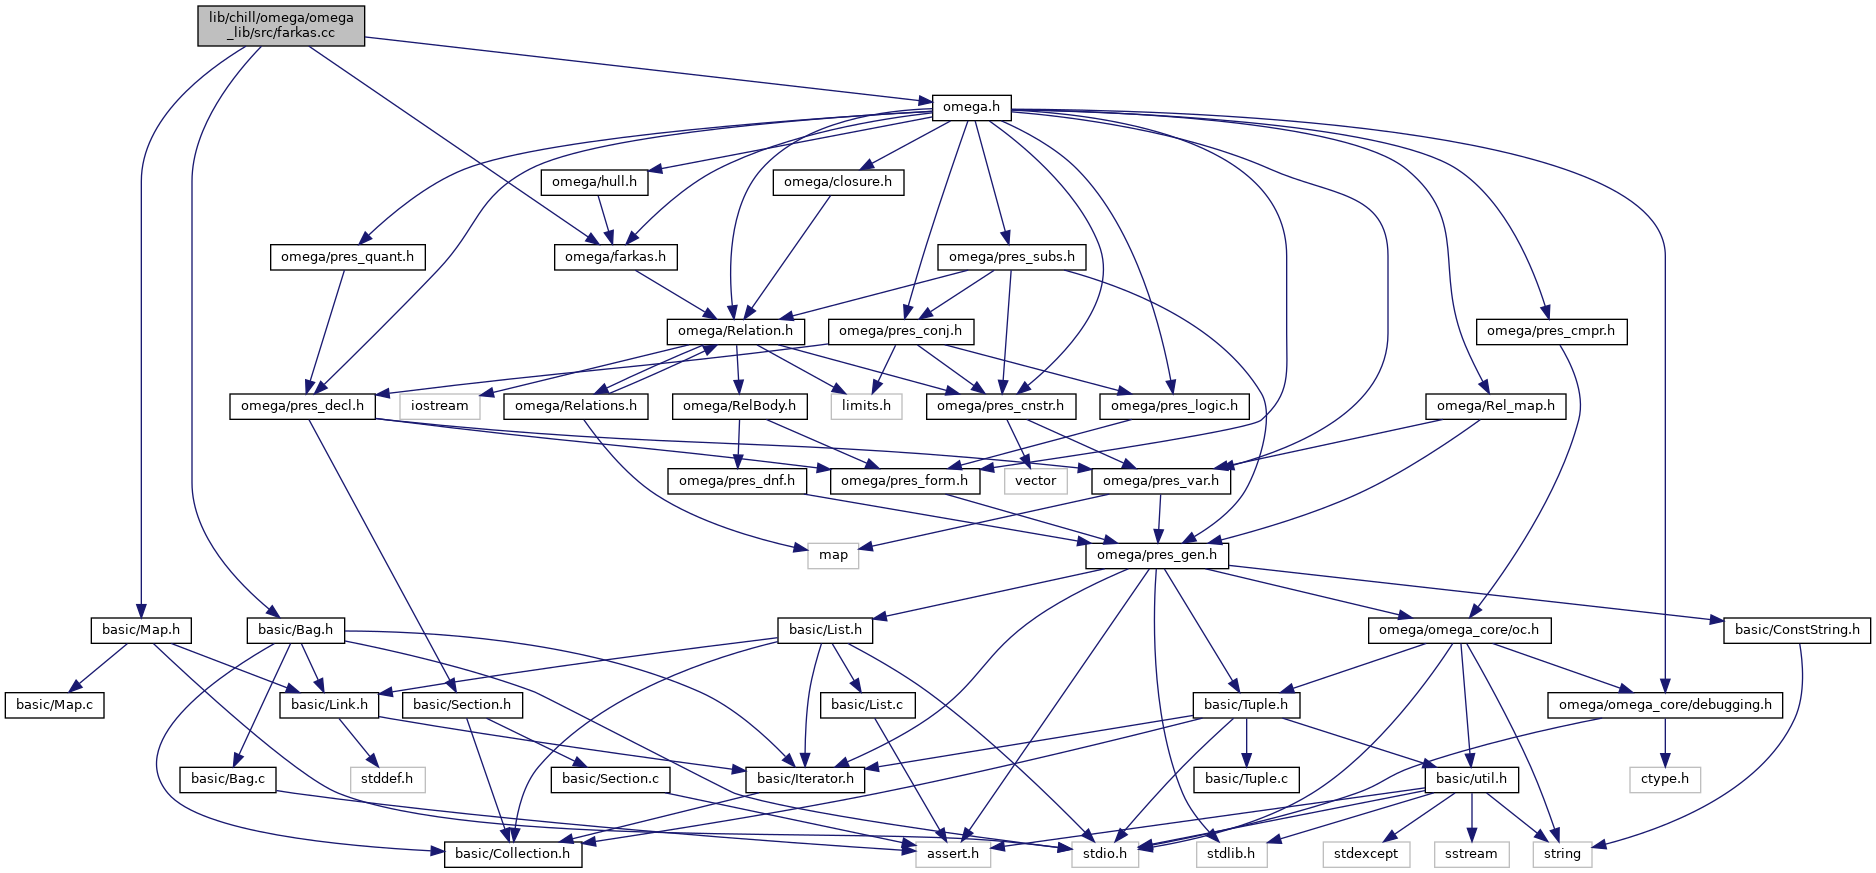 lib/chill/omega/omega
_lib/src/farkas.cc
omega.h
omega/hull.h
omega/closure.h
omega/pres_quant.h
omega/farkas.h
omega/pres_subs.h
omega/Relation.h
omega/pres_conj.h
omega/pres_cmpr.h
omega/pres_decl.h
iostream
omega/Relations.h
omega/RelBody.h
limits.h
omega/pres_cnstr.h
omega/pres_logic.h
omega/Rel_map.h
omega/pres_dnf.h
omega/pres_form.h
vector
omega/pres_var.h
map
omega/pres_gen.h
basic/Map.h
basic/Bag.h
basic/List.h
omega/omega_core/oc.h
basic/ConstString.h
basic/Map.c
basic/Link.h
basic/Section.h
basic/List.c
basic/Tuple.h
omega/omega_core/debugging.h
basic/Bag.c
stddef.h
basic/Section.c
basic/Iterator.h
basic/Tuple.c
basic/util.h
ctype.h
basic/Collection.h
assert.h
stdio.h
stdlib.h
stdexcept
sstream
string